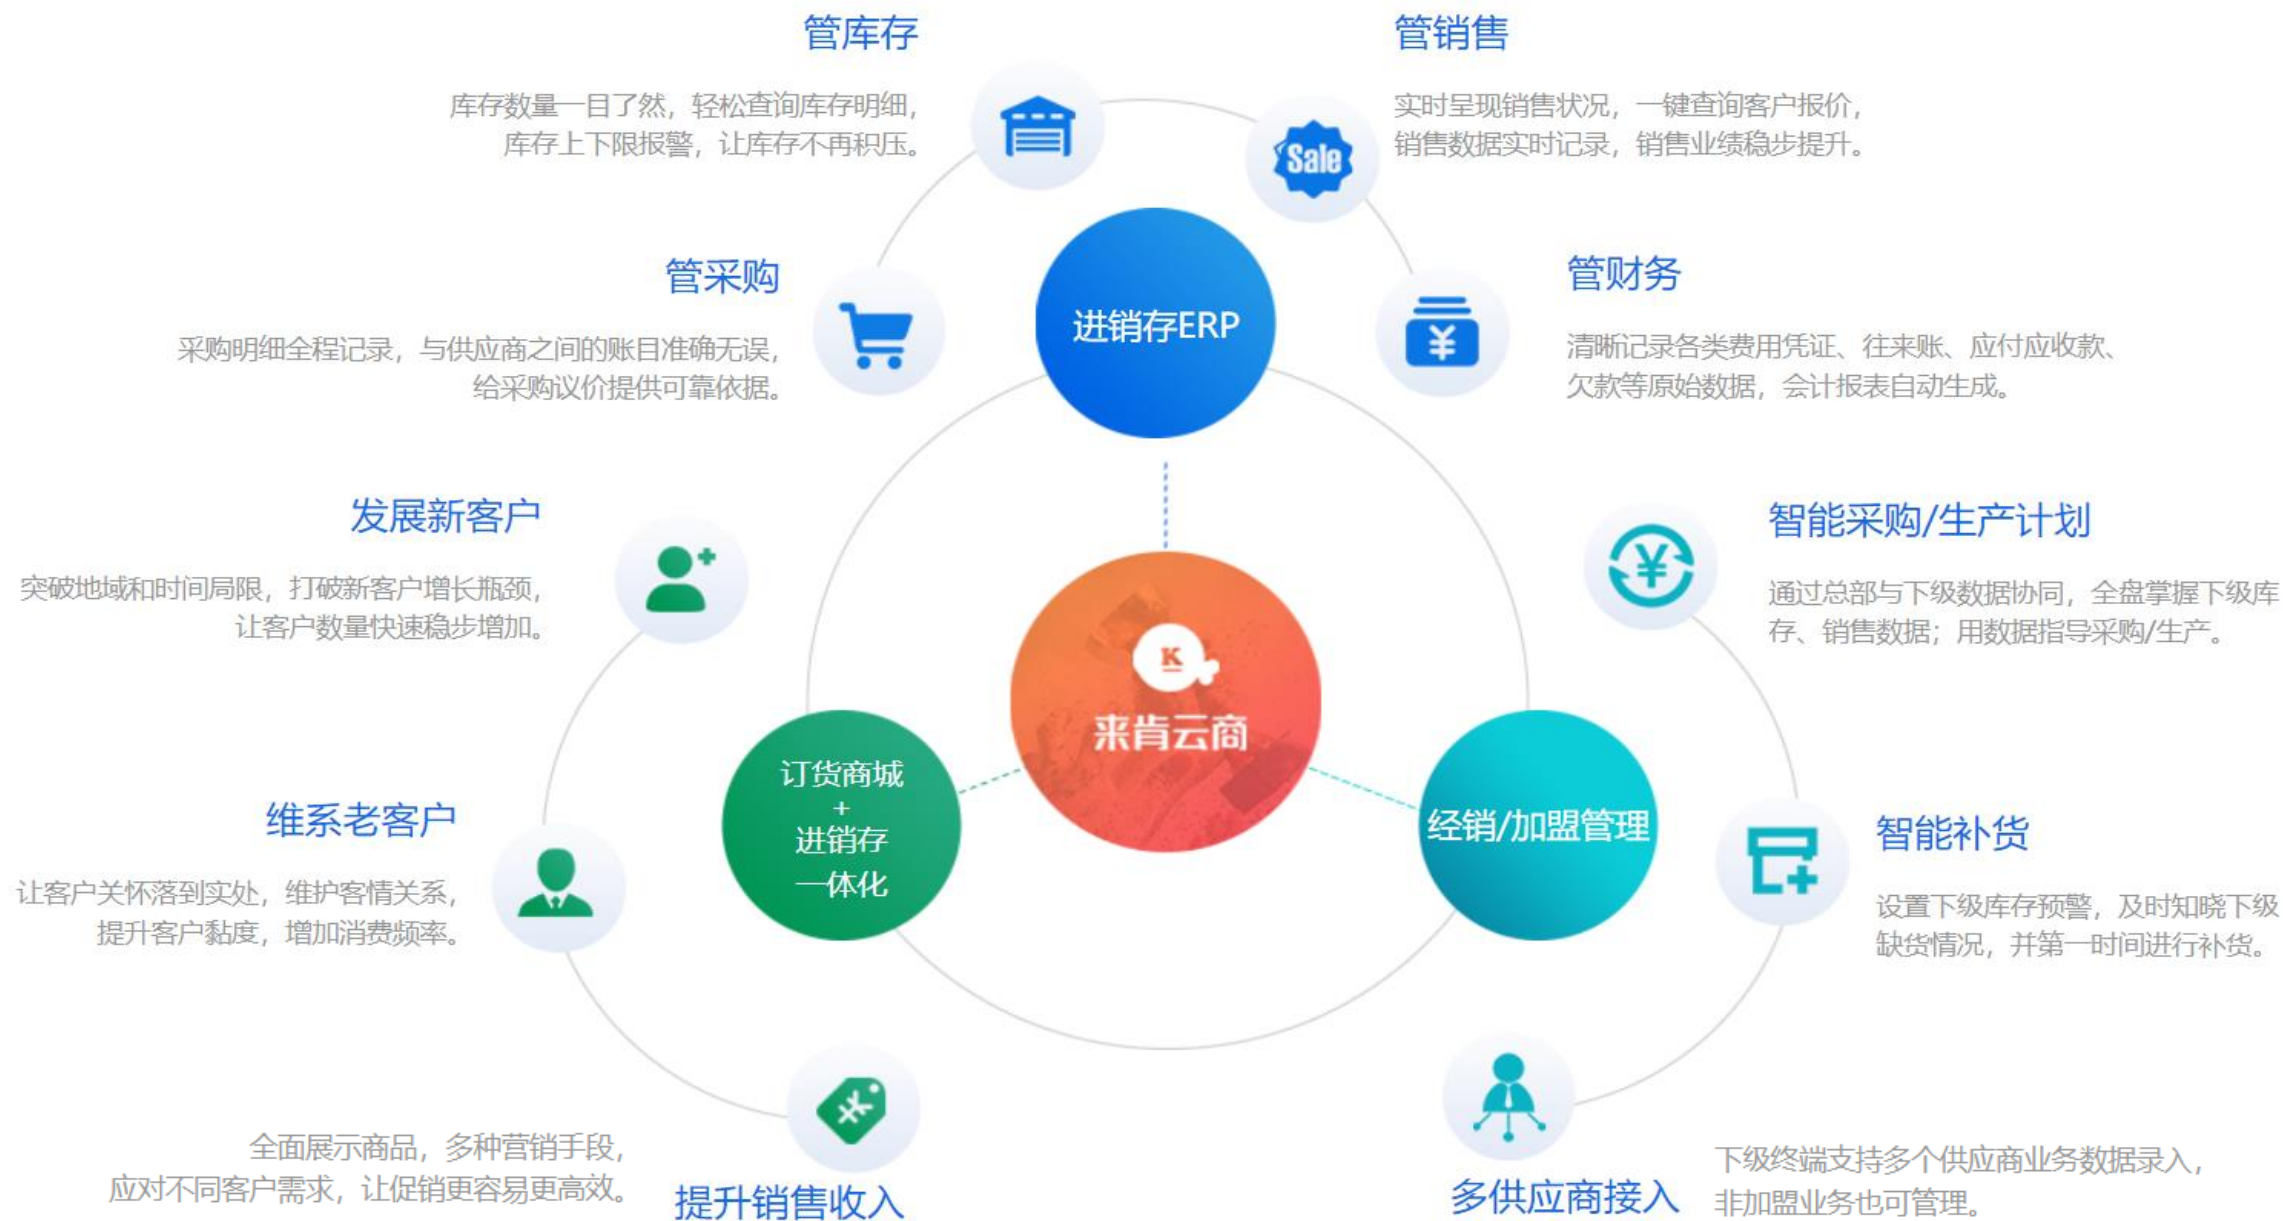 管库存
库存数量一目了然，轻松查询库存明细，
库存上下限报警，让库存不再积压。
管销售
实时呈现销售状况，一键查询客户报价，
销售数据实时记录，销售业绩稳步提升。
Sale
管采购
采购明细全程记录，与供应商之间的账目准确无误，
给采购议价提供可靠依据。
进销存ERP
管财务
清晰记录各类费用凭证、往来账、应付应收款、
欠款等原始数据，会计报表自动生成。
¥
发展新客户
突破地域和时间局限，打破新客户增长瓶颈，
让客户数量快速稳步增加。
智能采购/生产计划
通过总部与下级数据协同，全盘掌握下级库
存、销售数据；用数据指导采购/生产。
¥
K
来肯云商
订货商城
+
进销存
一体化
经销/加盟管理
维系老客户
让客户关怀落到实处，维护客情关系，
提升客户黏度，增加消费频率。
智能补货
设置下级库存预警，及时知晓下级
缺货情况，并第一时间进行补货。
全面展示商品，多种营销手段，
应对不同客户需求，让促销更容易更高效。
¥
提升销售收入
多供应商接入
下级终端支持多个供应商业务数据录入，
非加盟业务也可管理。